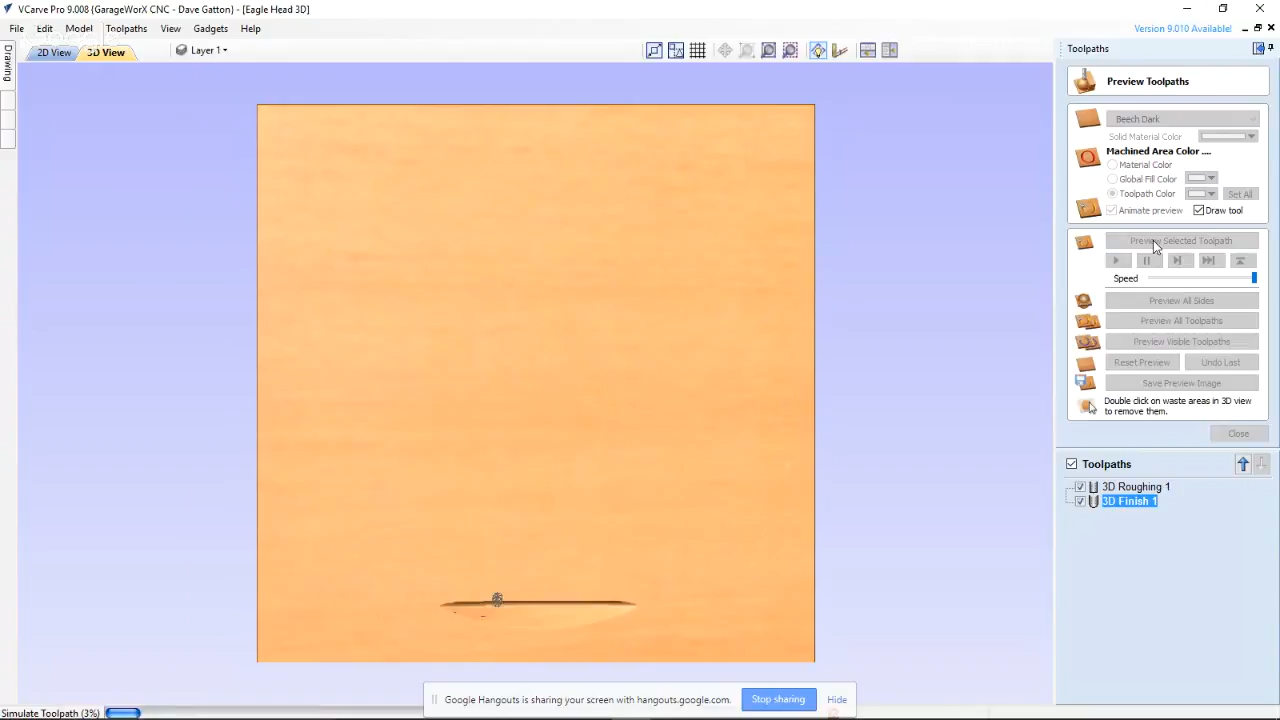 VCarve Pro 9.008 {GarageWorX CNC - Dave Gatton} - [Eagle Head 3D]
File Edit Model Toolpaths View Gadgets Help
Version 9.010 Available!
2D View 3D View Layer 1
Drawing
Toolpaths
Preview Toolpaths
Beech Dark
Solid Material Color
Machined Area Color ....
Material Color
Global Fill Color
Toolpath Color Set All
Animate preview Draw tool
Preview Selected Toolpath
Speed
Preview All Sides
Preview All Toolpaths
Preview Visible Toolpaths
Reset Preview Undo Last
Save Preview Image
Double click on waste areas in 3D view
to remove them.
Close
Toolpaths
3D Roughing 1
3D Finish 1
Google Hangouts is sharing your screen with hangouts.google.com. Stop sharing Hide
Simulate Toolpath (3%)